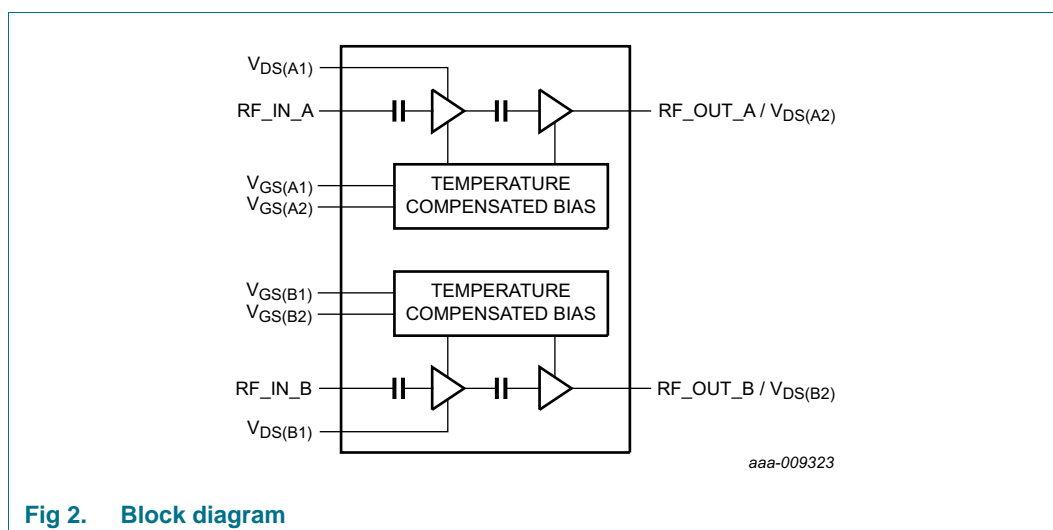 VDS(A1)
RF_IN_A
RF_OUT_A / VDS(A2)
VGS(A1)
VGS(A2)
TEMPERATURE
COMPENSATED BIAS
VGS(B1)
VGS(B2)
TEMPERATURE
COMPENSATED BIAS
RF_IN_B
RF_OUT_B / VDS(B2)
VDS(B1)
aaa-009323
Fig 2. Block diagram